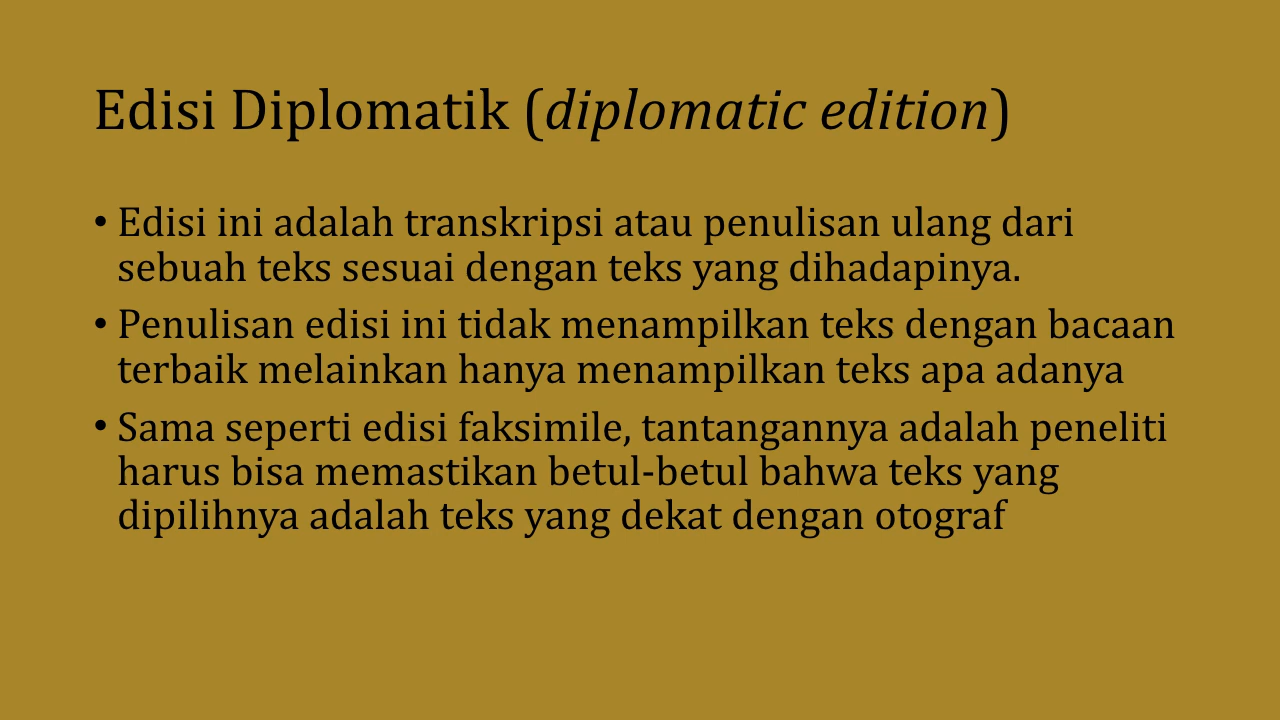 Edisi Diplomatik (diplomatic edition)
• Edisi ini adalah transkripsi atau penulisan ulang dari
sebuah teks sesuai dengan teks yang dihadapinya.
• Penulisan edisi ini tidak menampilkan teks dengan bacaan
terbaik melainkan hanya menampilkan teks apa adanya
• Sama seperti edisi faksimile, tantangannya adalah peneliti
harus bisa memastikan betul-betul bahwa teks yang
dipilihnya adalah teks yang dekat dengan otograf